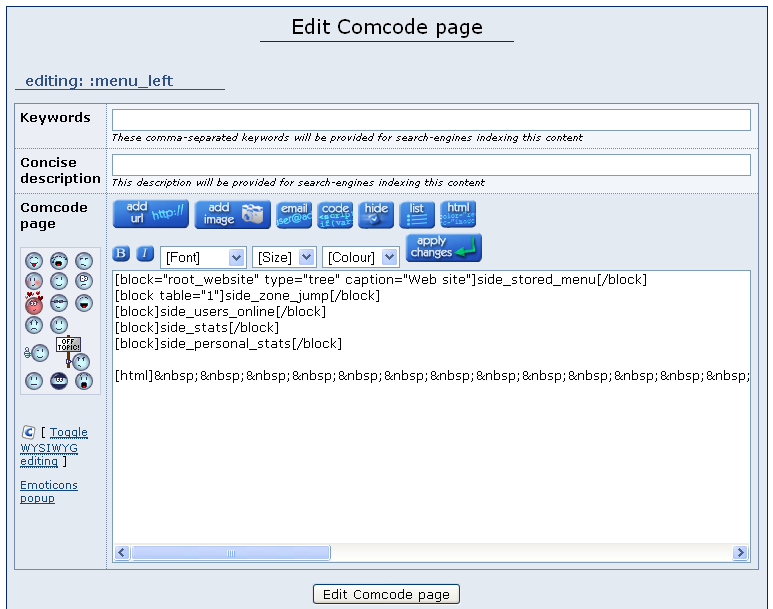 Edit Comcode page
editing: :menu_left
Keywords
These comma-separated keywords will be provided for search-engines indexing this content
Concise
description
This description will be provided for search-engines indexing this content
Comcode
page
add
url http://
add
image
email
code
hide
list
html
B I [Font] [Size] [Colour] apply
changes
[block="root_website" type="tree" caption="Web site"]side_stored_menu[/block]
[block table="1"]side_zone_jump[/block]
[block]side_users_online[/block]
[block]side_stats[/block]
[block]side_personal_stats[/block]
[html]&nbsp;&nbsp;&nbsp;&nbsp;&nbsp;&nbsp;&nbsp;&nbsp;&nbsp;&nbsp;&nbsp;&nbsp;&nbsp;
OFF
TOPIC!
[ Toggle
WYSIWYG
editing ]
Emoticons
popup
Edit Comcode page